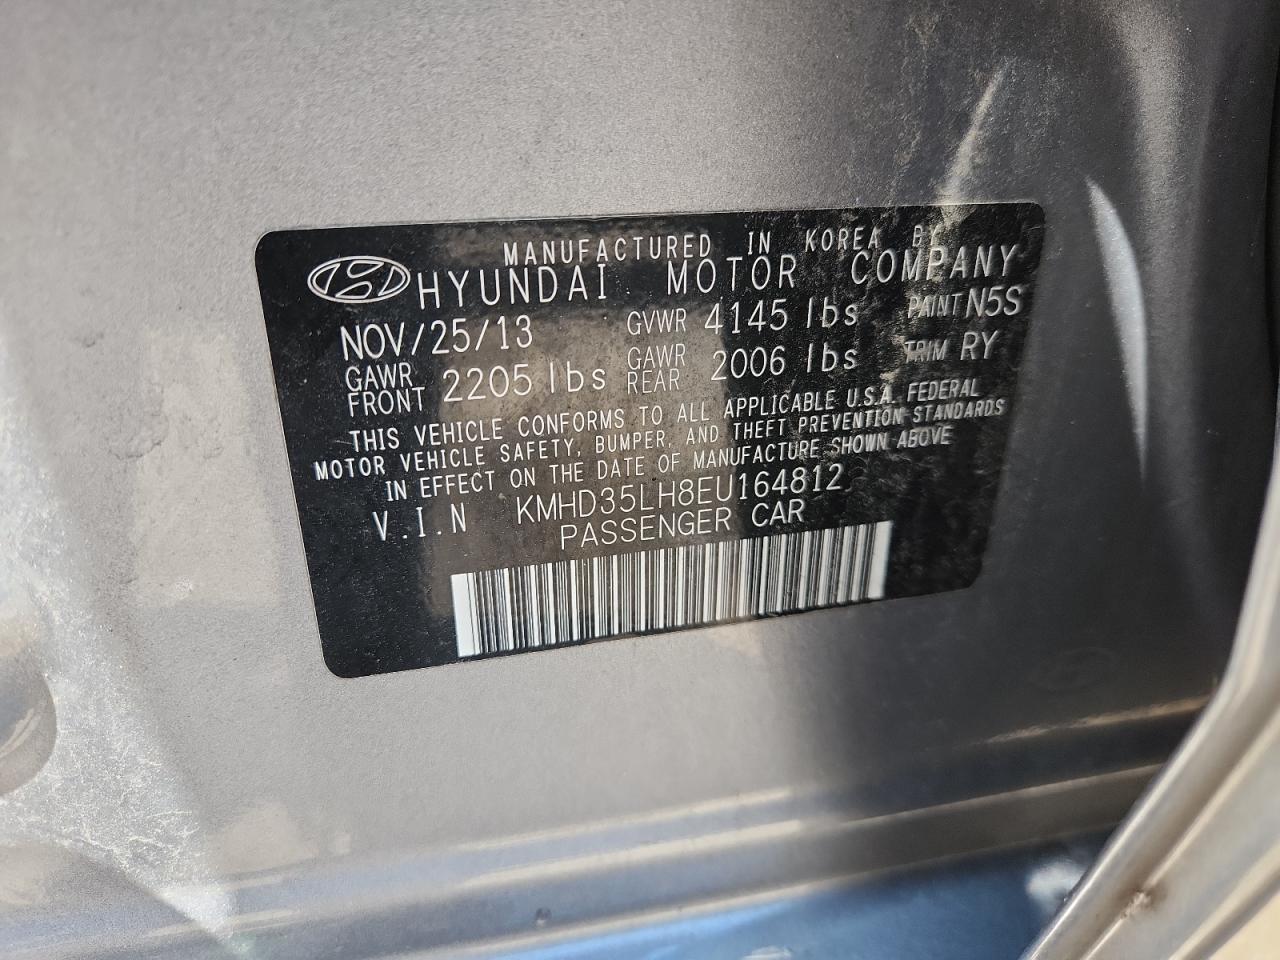 MANUFACTURED IN KOREA BY
HYUNDAI MOTOR COMPANY
NOV/25/13 GVWR 4145 lbs PAINT N5S
GAWR FRONT 2205 lbs GAWR REAR 2006 lbs TRIM RY
THIS VEHICLE CONFORMS TO ALL APPLICABLE U.S.A. FEDERAL
MOTOR VEHICLE SAFETY, BUMPER, AND THEFT PREVENTION STANDARDS
IN EFFECT ON THE DATE OF MANUFACTURE SHOWN ABOVE
V.I.N KMHD35LH8EU164812
PASSENGER CAR